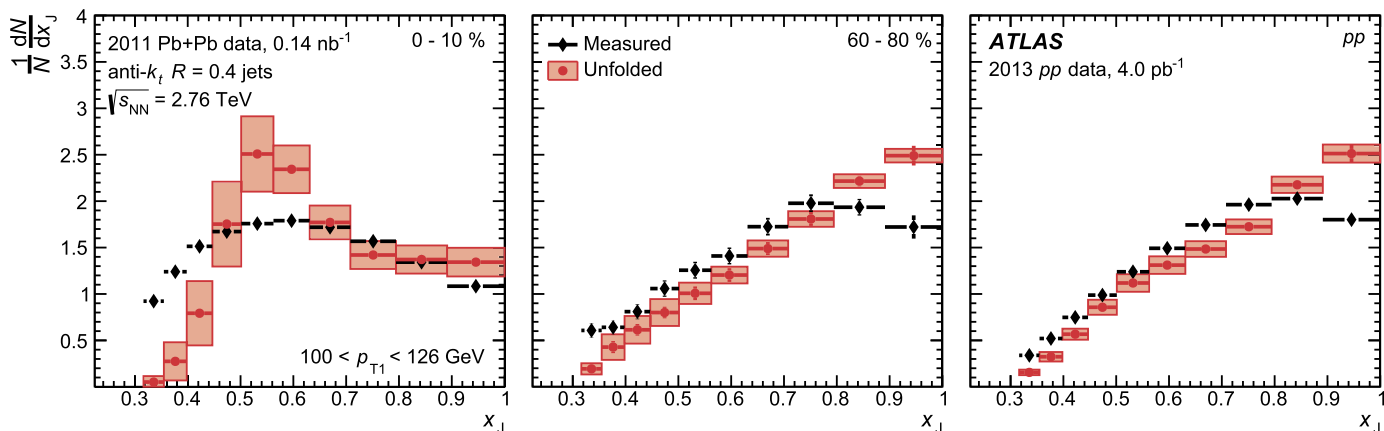 1/N dN/dx_J
4
3.5
3
2.5
2
1.5
1
0.5
2011 Pb+Pb data, 0.14 nb⁻¹
0 - 10 %
anti-k_t R = 0.4 jets
√s_NN = 2.76 TeV
100 < p_T1 < 126 GeV
0.3 0.4 0.5 0.6 0.7 0.8 0.9 1
x_J
Measured
60 - 80 %
Unfolded
0.3 0.4 0.5 0.6 0.7 0.8 0.9 1
x_J
ATLAS
pp
2013 pp data, 4.0 pb⁻¹
0.3 0.4 0.5 0.6 0.7 0.8 0.9 1
x_J